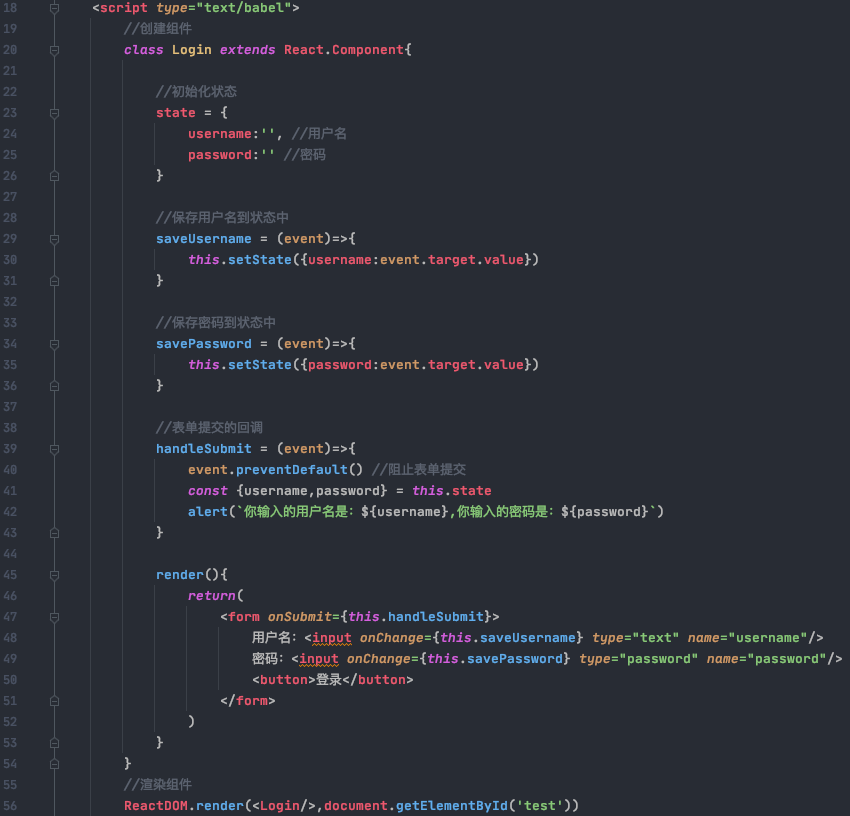 18 <script type="text/babel">
19 //创建组件
20 class Login extends React.Component{
21
22 //初始化状态
23 state = {
24 username:'', //用户名
25 password:'' //密码
26 }
27
28 //保存用户名到状态中
29 saveUsername = (event)=>{
30 this.setState({username:event.target.value})
31 }
32
33 //保存密码到状态中
34 savePassword = (event)=>{
35 this.setState({password:event.target.value})
36 }
37
38 //表单提交的回调
39 handleSubmit = (event)=>{
40 event.preventDefault() //阻止表单提交
41 const {username,password} = this.state
42 alert(`你输入的用户名是：${username},你输入的密码是：${password}`)
43 }
44
45 render(){
46 return(
47 <form onSubmit={this.handleSubmit}>
48 用户名：<input onChange={this.saveUsername} type="text" name="username"/>
49 密码：<input onChange={this.savePassword} type="password" name="password"/>
50 <button>登录</button>
51 </form>
52 )
53 }
54 }
55 //渲染组件
56 ReactDOM.render(<Login/>,document.getElementById('test'))